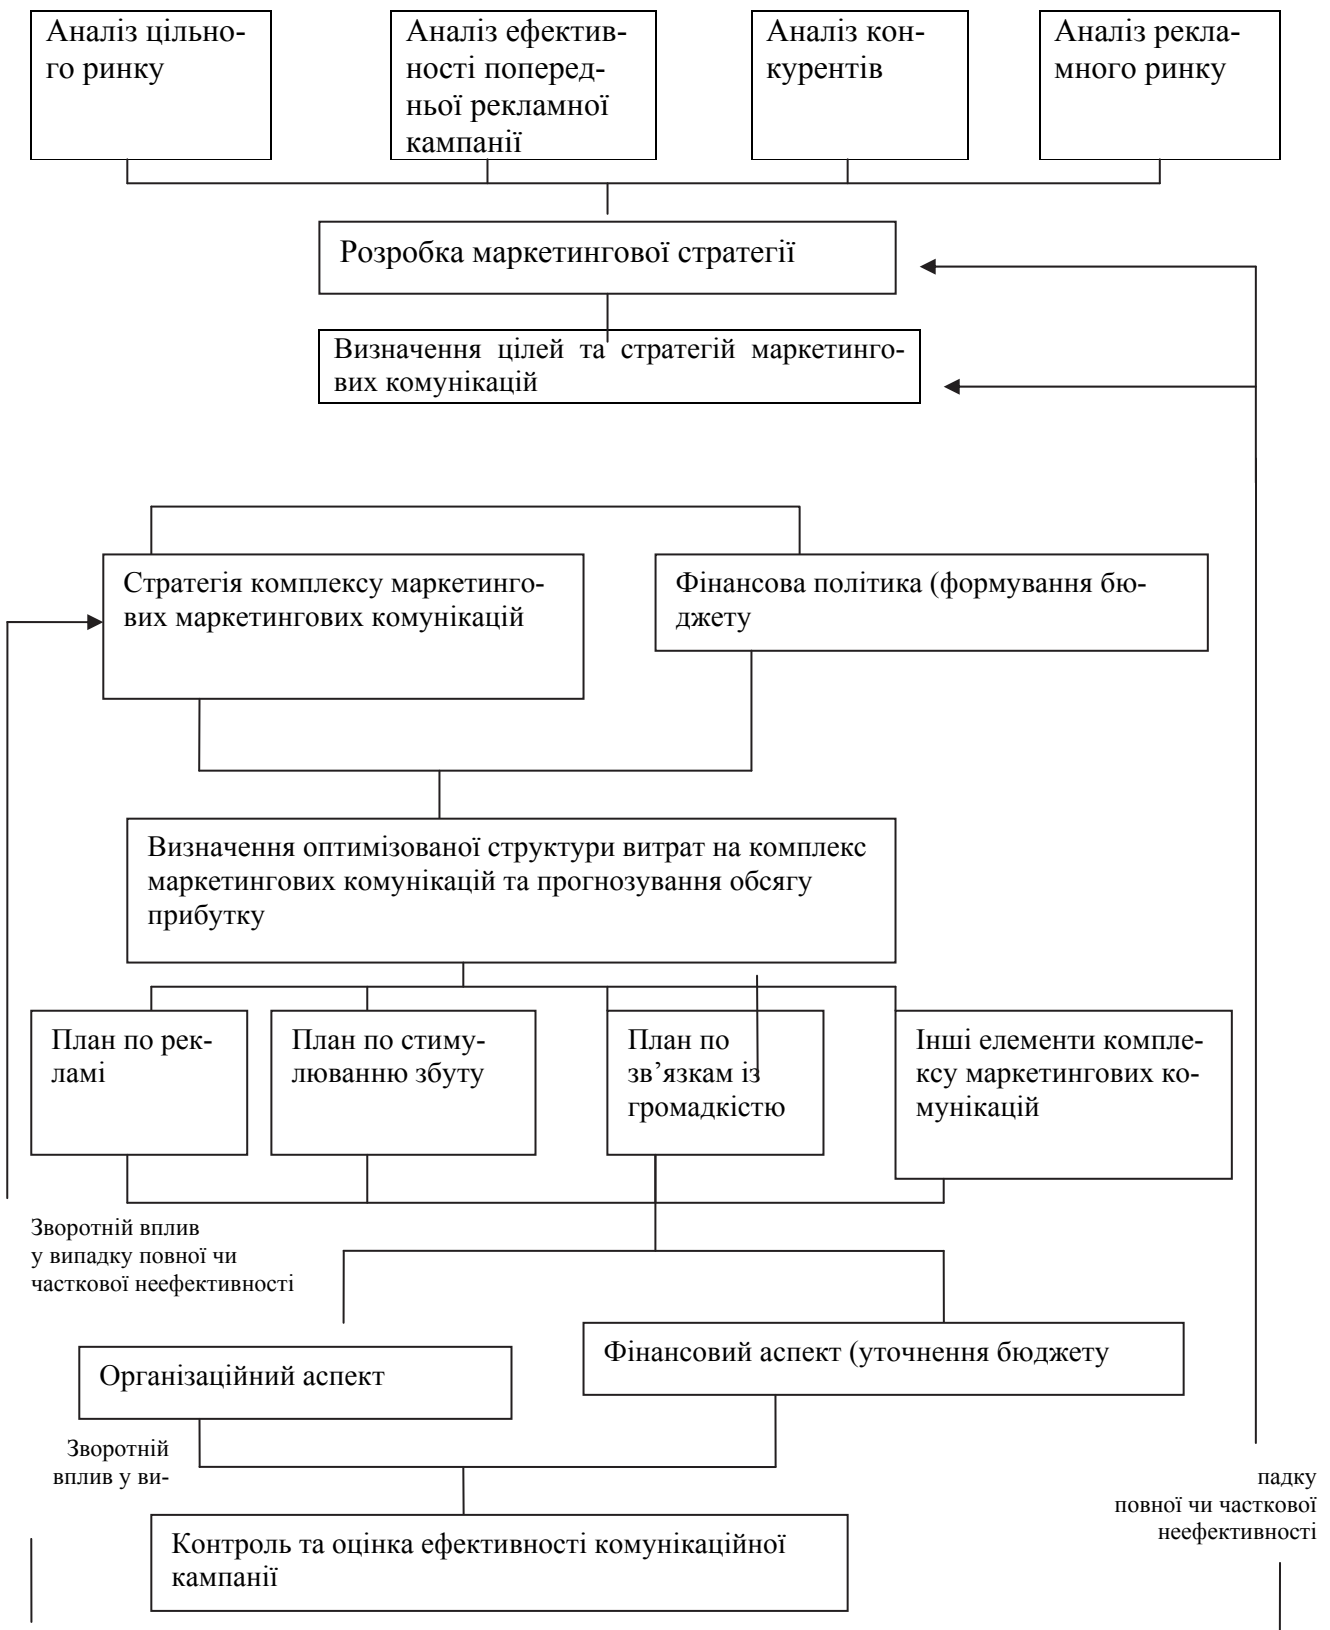 Аналіз цільно-
го ринку
Аналіз ефектив-
ності поперед-
ньої рекламної
кампанії
Аналіз кон-
курентів
Аналіз рекла-
много ринку
Розробка маркетингової стратегії
Визначення цілей та стратегій маркетинго-
вих комунікацій
Стратегія комплексу маркетинго-
вих маркетингових комунікацій
Фінансова політика (формування бю-
джету
Визначення оптимізованої структури витрат на комплекс
маркетингових комунікацій та прогнозування обсягу
прибутку
План по рек-
ламі
План по стиму-
люванню збуту
План по
зв’язкам із
громадкістю
Інші елементи компле-
ксу маркетингових ко-
мунікацій
Зворотній вплив
у випадку повної чи
часткової неефективності
Організаційний аспект
Фінансовий аспект (уточнення бюджету
Зворотній
вплив у ви-
падку
повної чи часткової
неефективності
Контроль та оцінка ефективності комунікаційної
кампанії